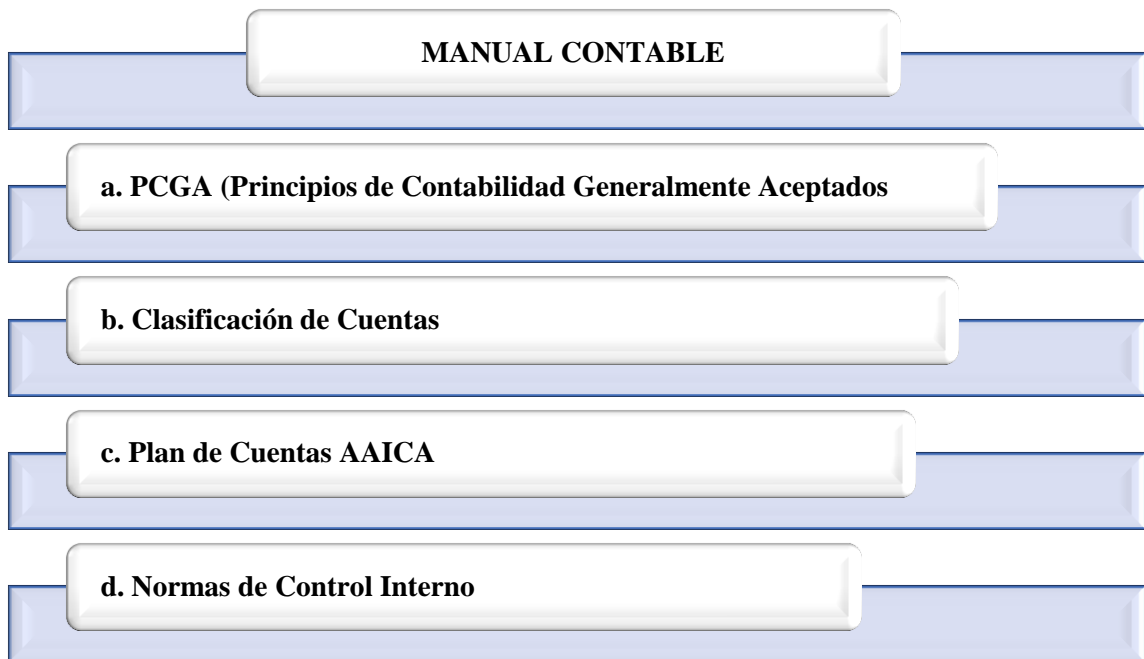 MANUAL CONTABLE
a. PCGA (Principios de Contabilidad Generalmente Aceptados
b. Clasificación de Cuentas
c. Plan de Cuentas AAICA
d. Normas de Control Interno